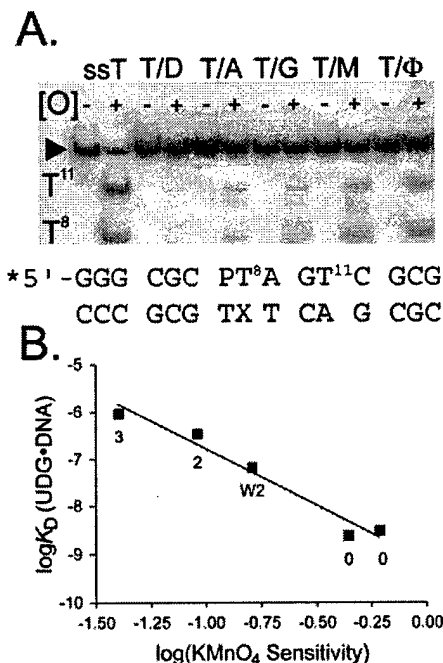 A.
ssT T/D T/A T/G T/M T/Φ
[O] - + - + - + - + - + - +
T¹¹
T⁸
*5'-GGG CGC PT⁸A GT¹¹C GCG
CCC GCG TX T CA G CGC
B.
logK_D (UDG•DNA)
-5
-6
-7
-8
-9
-10
3
2
W2
0
0
-1.50 -1.25 -1.00 -0.75 -0.50 -0.25 0.00
log(KMnO₄ Sensitivity)